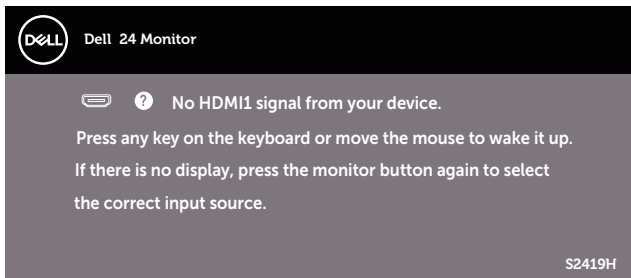 DELL
Dell 24 Monitor
? No HDMI1 signal from your device.
Press any key on the keyboard or move the mouse to wake it up.
If there is no display, press the monitor button again to select
the correct input source.
S2419H